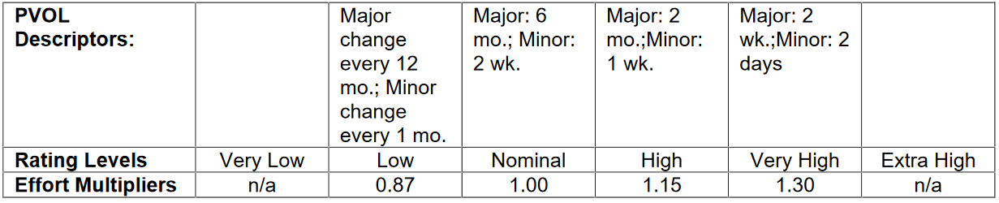 PVOL Descriptors:
Major change every 12 mo.; Minor change every 1 mo.
Major: 6 mo.; Minor: 2 wk.
Major: 2 mo.;Minor: 1 wk.
Major: 2 wk.;Minor: 2 days
Rating Levels Very Low Low Nominal High Very High Extra High
Effort Multipliers n/a 0.87 1.00 1.15 1.30 n/a